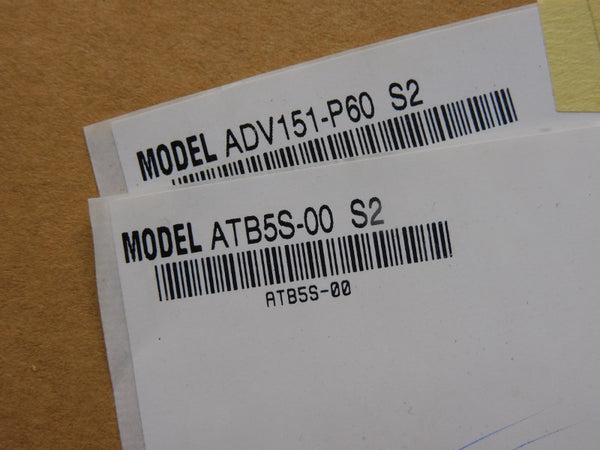 MODEL ADV151-P60 S2
MODEL ATB5S-00 S2
ATB5S-00